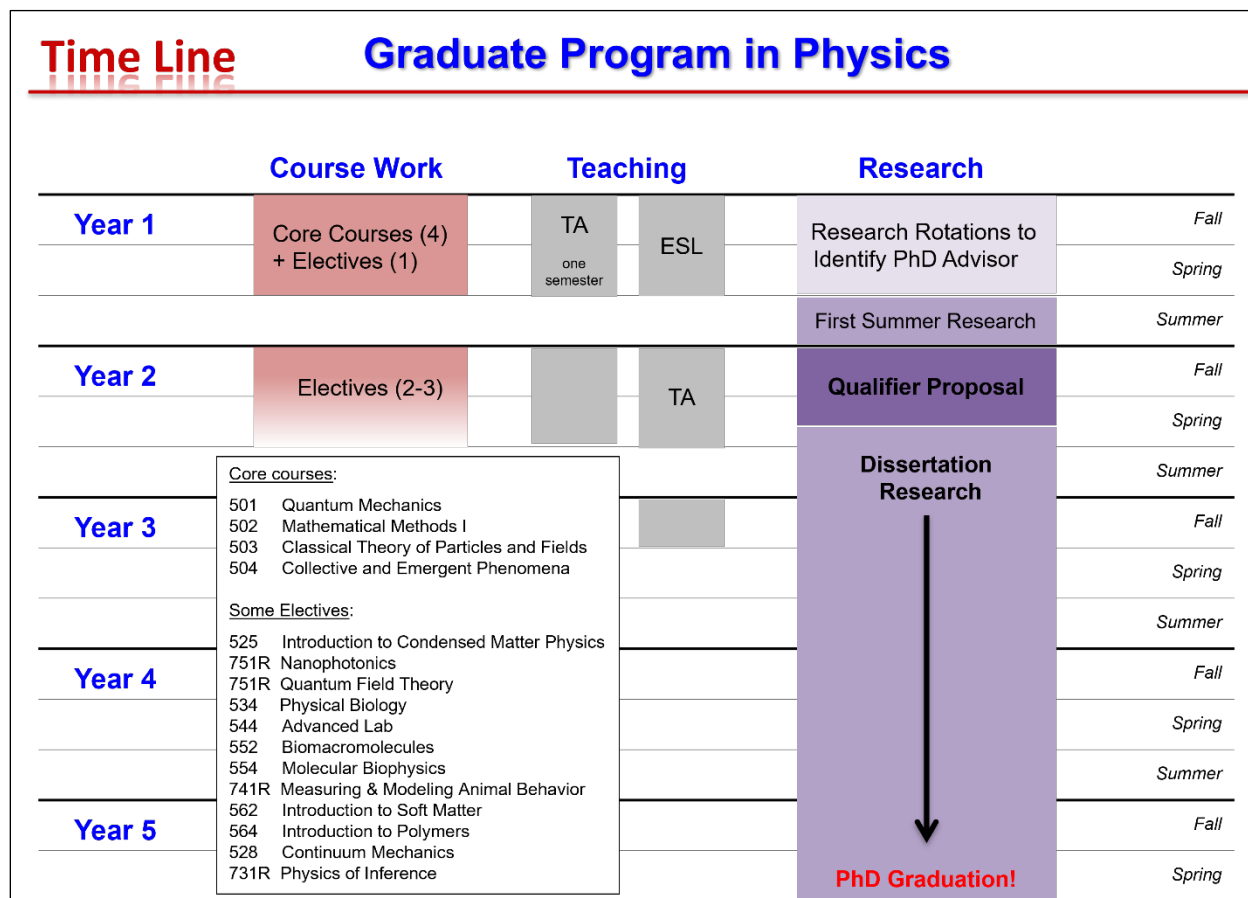 Time Line
Graduate Program in Physics
Course Work
Teaching
Research
Year 1
Core Courses (4)
+ Electives (1)
TA
one
semester
ESL
Research Rotations to
Identify PhD Advisor
Fall
Spring
First Summer Research
Summer
Year 2
Electives (2-3)
TA
Qualifier Proposal
Fall
Spring
Dissertation
Research
Summer
Year 3
Fall
Spring
Summer
Year 4
Fall
Spring
Summer
Year 5
Fall
Spring
PhD Graduation!
Core courses:
501 Quantum Mechanics
502 Mathematical Methods I
503 Classical Theory of Particles and Fields
504 Collective and Emergent Phenomena
Some Electives:
525 Introduction to Condensed Matter Physics
751R Nanophotonics
751R Quantum Field Theory
534 Physical Biology
544 Advanced Lab
552 Biomacromolecules
554 Molecular Biophysics
741R Measuring & Modeling Animal Behavior
562 Introduction to Soft Matter
564 Introduction to Polymers
528 Continuum Mechanics
731R Physics of Inference